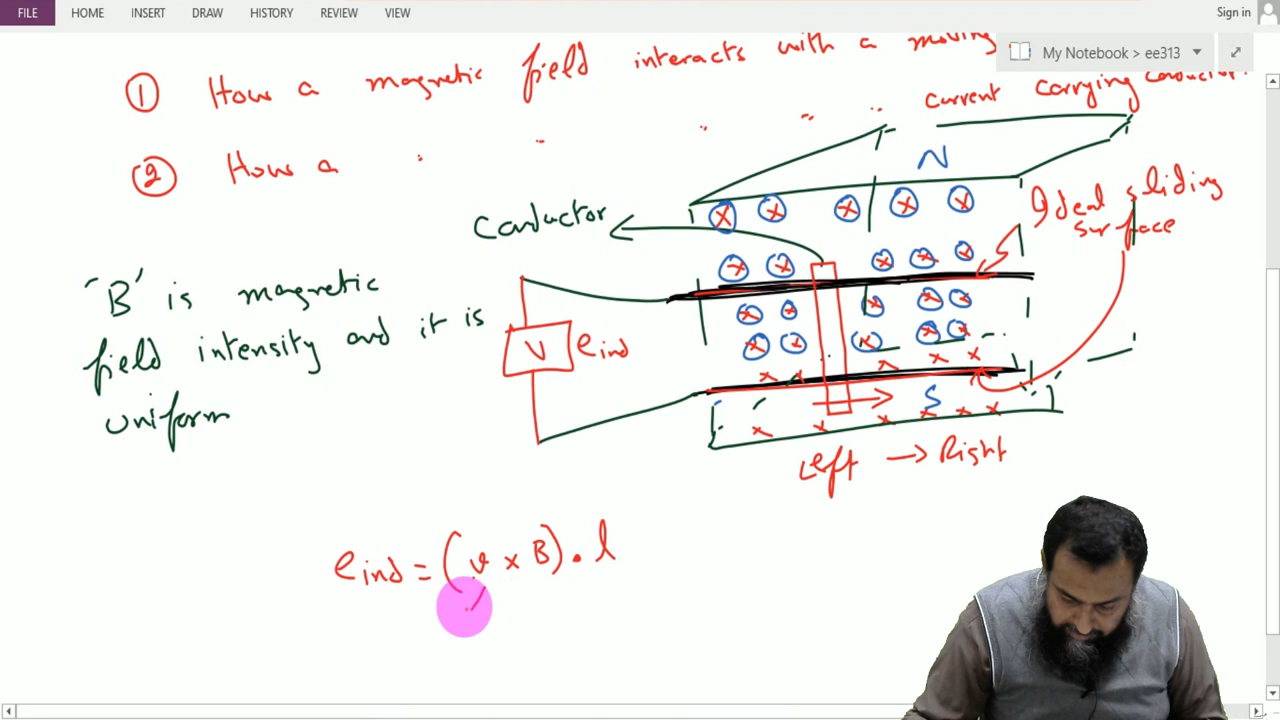 FILE HOME INSERT DRAW HISTORY REVIEW VIEW
Sign in
My Notebook > ee313
① How a magnetic field interacts with a moving
② How a " " " " " current carrying conductor.
N
Conductor
Ideal sliding
surface
'B' is magnetic
field intensity and it is
uniform
V
eind
S
Left → Right
eind = (v × B) • l